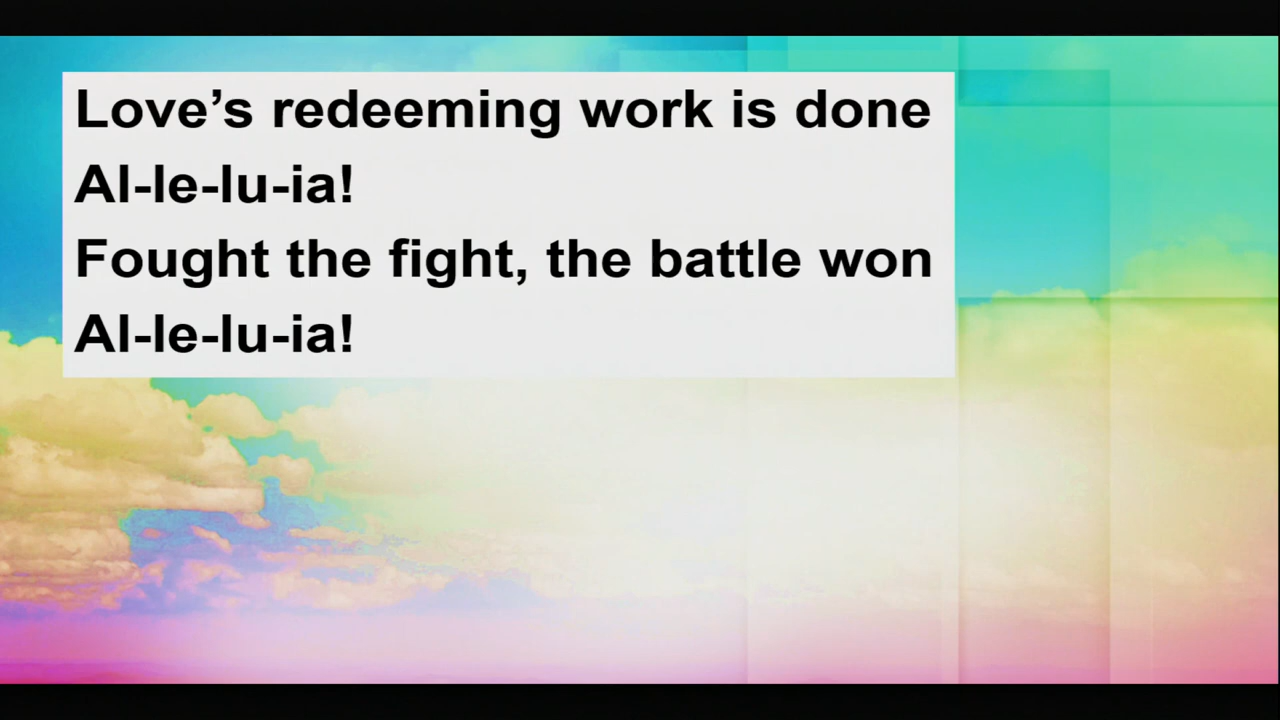 Love’s redeeming work is done
Al-le-lu-ia!
Fought the fight, the battle won
Al-le-lu-ia!